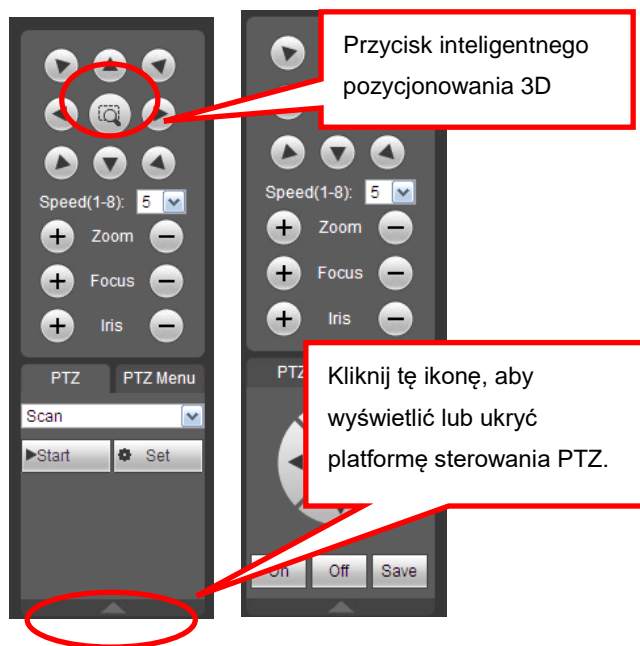 Przycisk inteligentnego
pozycjonowania 3D
Speed(1-8): 5
Zoom
Focus
Iris
PTZ PTZ Menu
Scan
Start Set
Speed(1-8): 5
Zoom
Focus
Iris
PTZ
Kliknij tę ikonę, aby
wyświetlić lub ukryć
platformę sterowania PTZ.
On Off Save